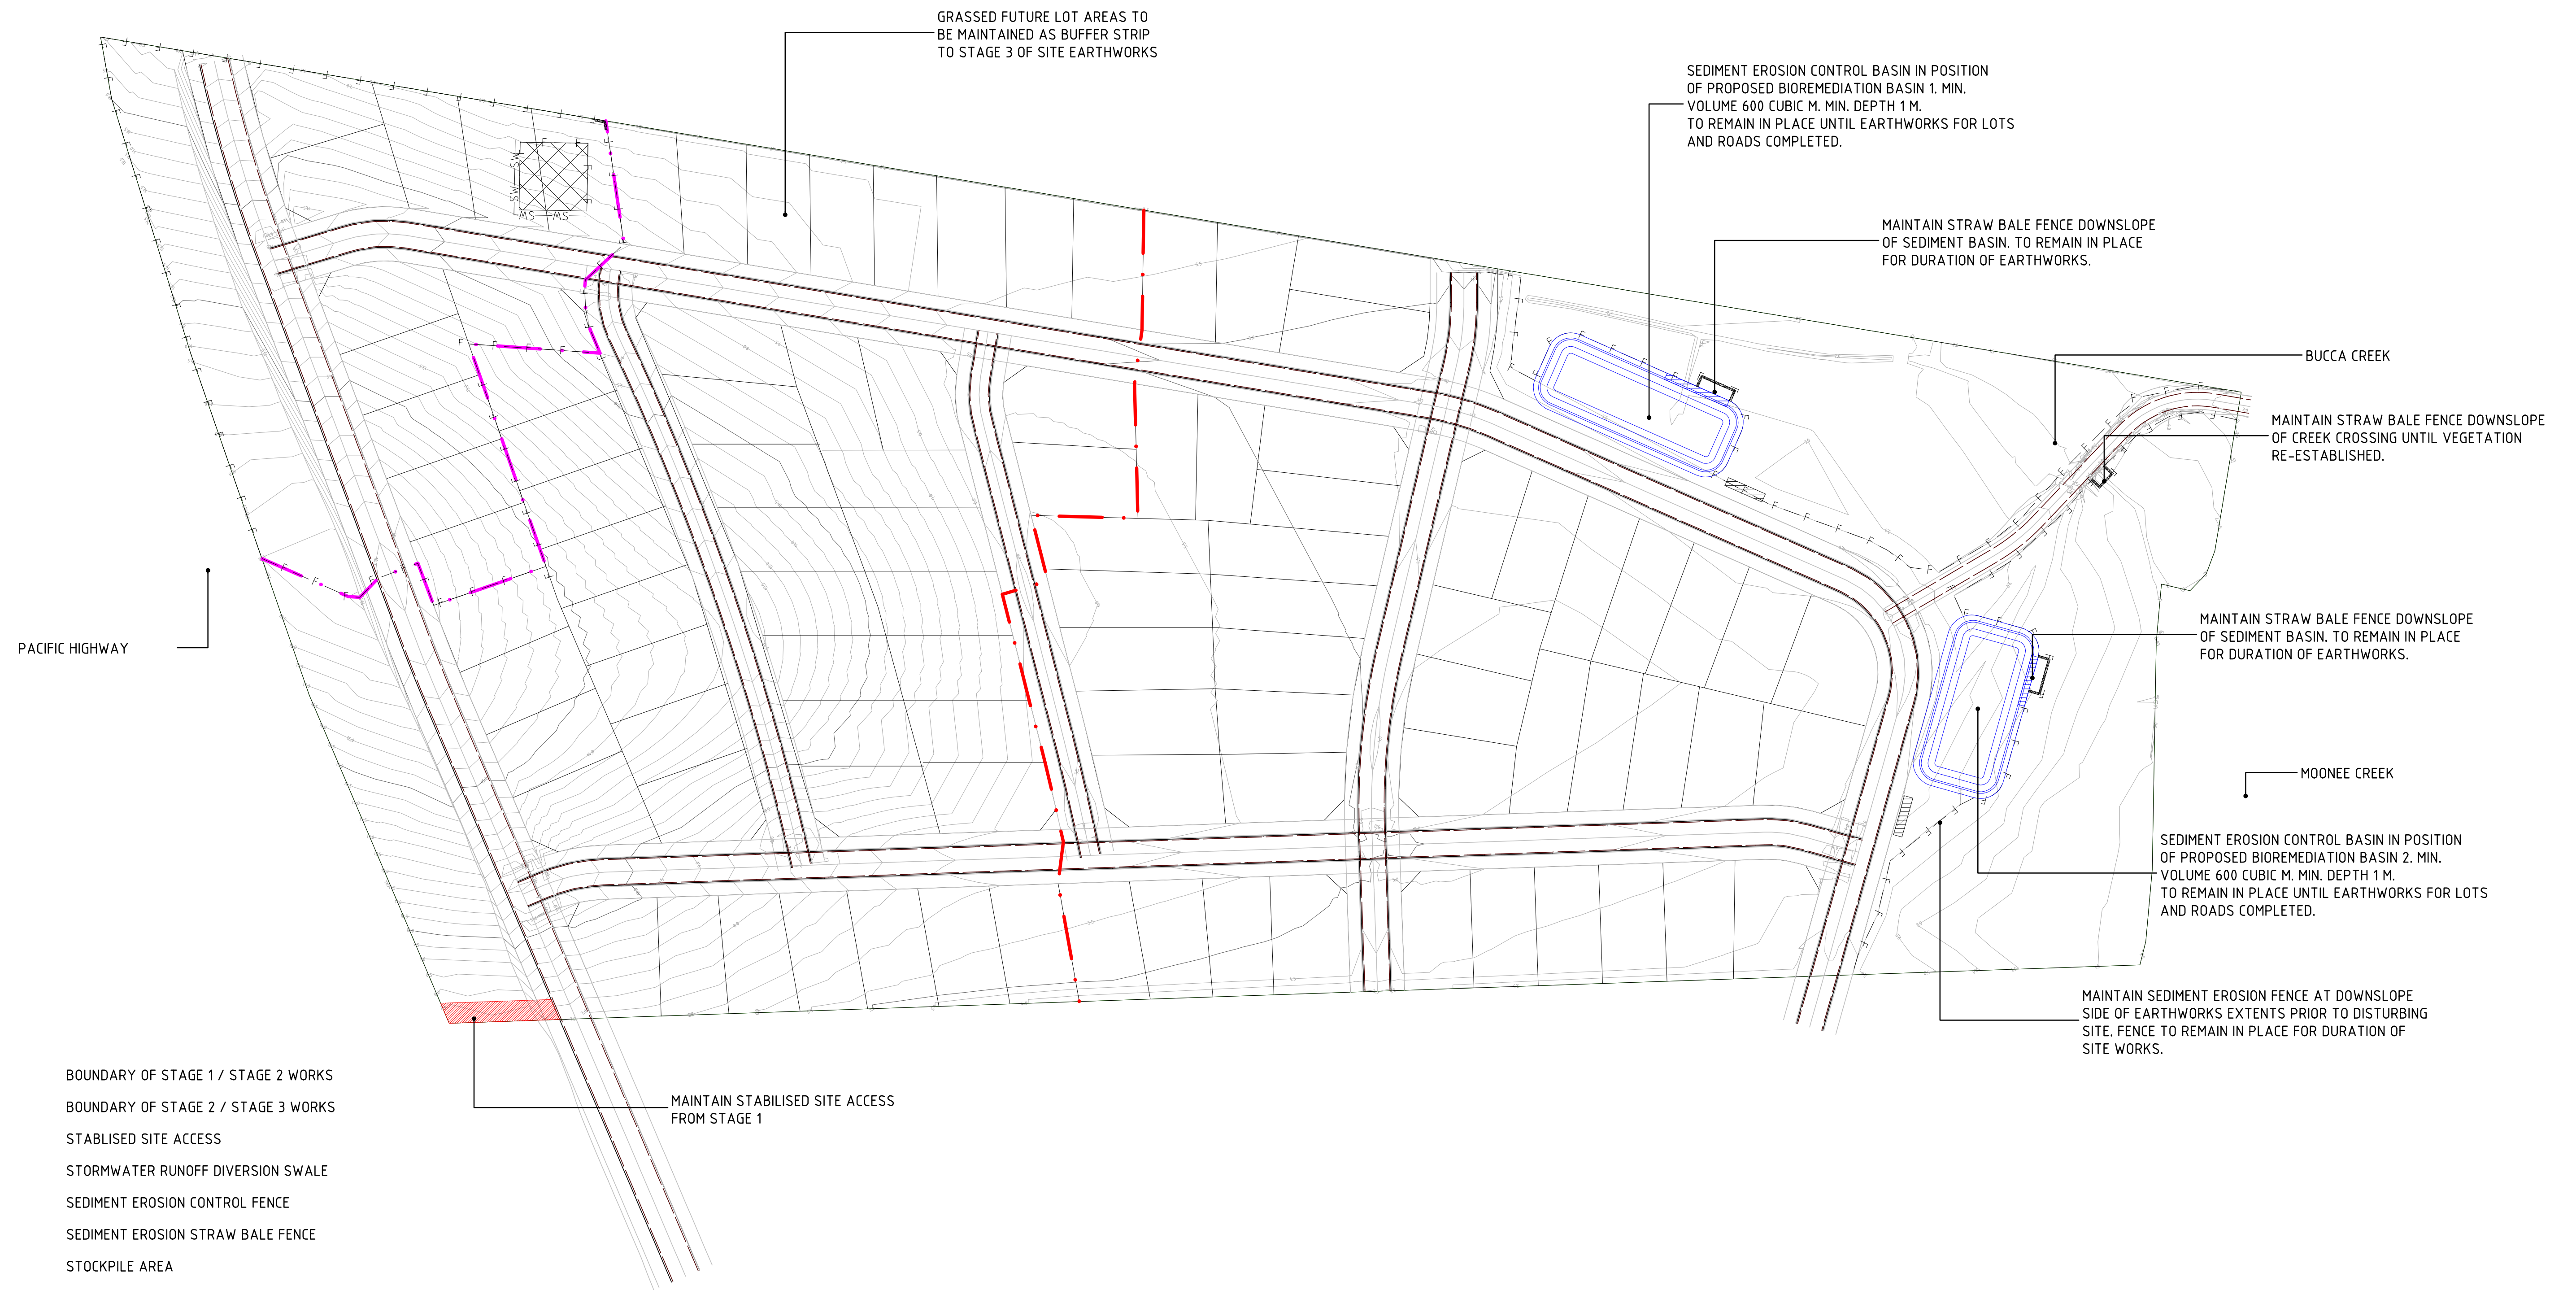 GRASSED FUTURE LOT AREAS TO
BE MAINTAINED AS BUFFER STRIP
TO STAGE 3 OF SITE EARTHWORKS
SEDIMENT EROSION CONTROL BASIN IN POSITION
OF PROPOSED BIOREMEDIATION BASIN 1. MIN.
VOLUME 600 CUBIC M. MIN. DEPTH 1 M.
TO REMAIN IN PLACE UNTIL EARTHWORKS FOR LOTS
AND ROADS COMPLETED.
MAINTAIN STRAW BALE FENCE DOWNSLOPE
OF SEDIMENT BASIN. TO REMAIN IN PLACE
FOR DURATION OF EARTHWORKS.
BUCCA CREEK
MAINTAIN STRAW BALE FENCE DOWNSLOPE
OF CREEK CROSSING UNTIL VEGETATION
RE-ESTABLISHED.
MAINTAIN STRAW BALE FENCE DOWNSLOPE
OF SEDIMENT BASIN. TO REMAIN IN PLACE
FOR DURATION OF EARTHWORKS.
PACIFIC HIGHWAY
MOONEE CREEK
SEDIMENT EROSION CONTROL BASIN IN POSITION
OF PROPOSED BIOREMEDIATION BASIN 2. MIN.
VOLUME 600 CUBIC M. MIN. DEPTH 1 M.
TO REMAIN IN PLACE UNTIL EARTHWORKS FOR LOTS
AND ROADS COMPLETED.
MAINTAIN SEDIMENT EROSION FENCE AT DOWNSLOPE
SIDE OF EARTHWORKS EXTENTS PRIOR TO DISTURBING
SITE. FENCE TO REMAIN IN PLACE FOR DURATION OF
SITE WORKS.
MAINTAIN STABILISED SITE ACCESS
FROM STAGE 1
BOUNDARY OF STAGE 1 / STAGE 2 WORKS
BOUNDARY OF STAGE 2 / STAGE 3 WORKS
STABLISED SITE ACCESS
STORMWATER RUNOFF DIVERSION SWALE
SEDIMENT EROSION CONTROL FENCE
SEDIMENT EROSION STRAW BALE FENCE
STOCKPILE AREA